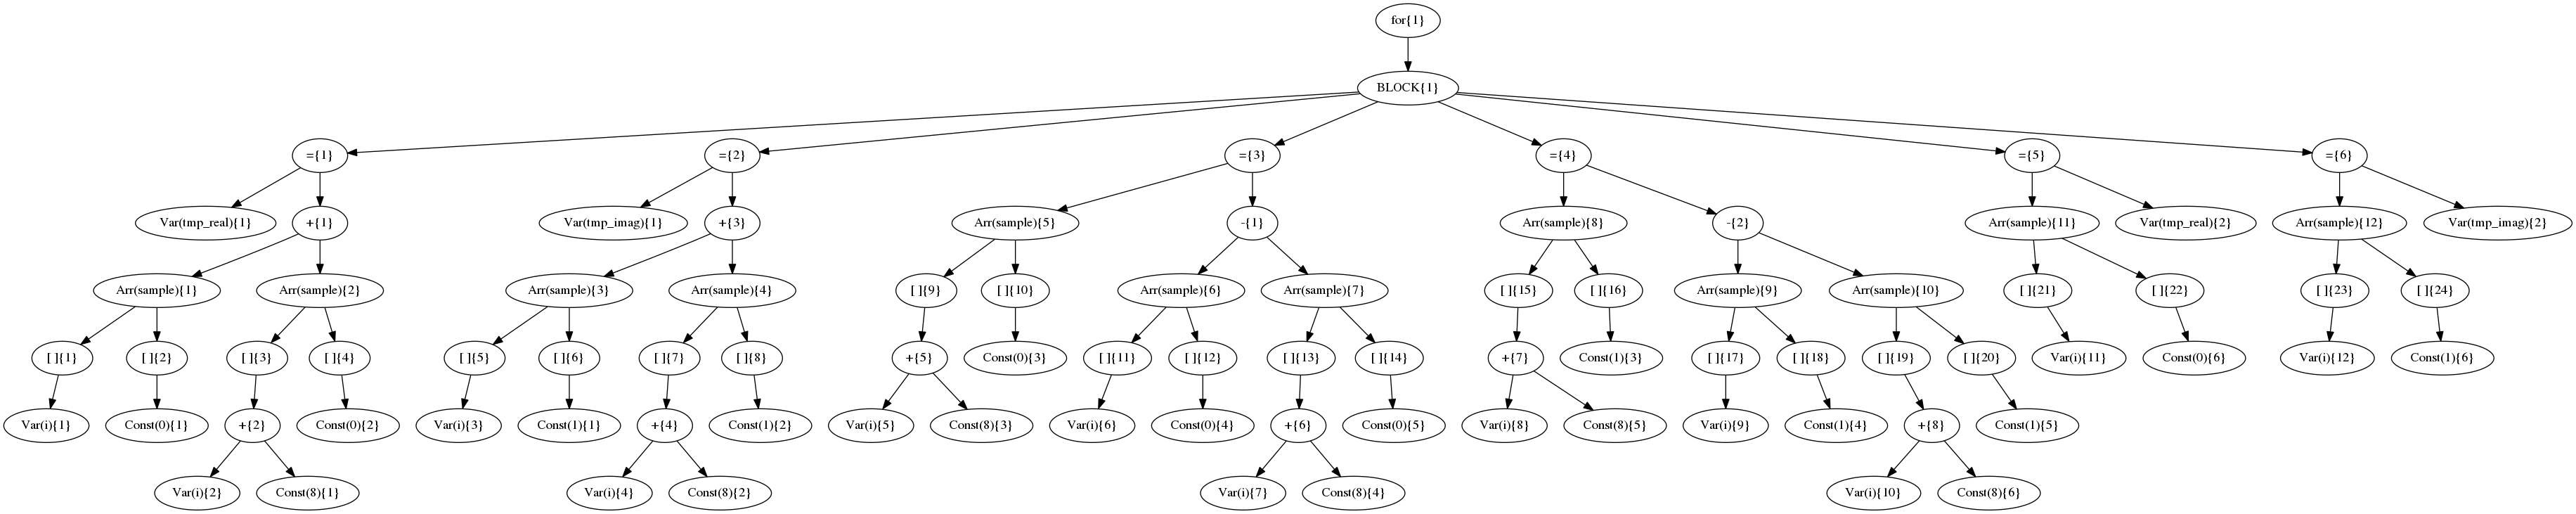 for{1}
BLOCK{1}
={1} ={2} ={3} ={4} ={5} ={6}
Var(tmp_real){1} +{1} Var(tmp_imag){1} +{3} Arr(sample){5} -{1} Arr(sample){8} -{2} Arr(sample){11} Var(tmp_real){2} Arr(sample){12} Var(tmp_imag){2}
Arr(sample){1} Arr(sample){2} Arr(sample){3} Arr(sample){4} [ ]{9} [ ]{10} Arr(sample){6} Arr(sample){7} [ ]{15} [ ]{16} Arr(sample){9} Arr(sample){10} [ ]{21} [ ]{22} [ ]{23} [ ]{24}
[ ]{1} [ ]{2} [ ]{3} [ ]{4} [ ]{5} [ ]{6} [ ]{7} [ ]{8} +{5} Const(0){3} [ ]{11} [ ]{12} [ ]{13} [ ]{14} +{7} Const(1){3} [ ]{17} [ ]{18} [ ]{19} [ ]{20} Var(i){11} Const(0){6} Var(i){12} Const(1){6}
Var(i){1} Const(0){1} +{2} Const(0){2} Var(i){3} Const(1){1} +{4} Const(1){2} Var(i){5} Const(8){3} Var(i){6} Const(0){4} +{6} Const(0){5} Var(i){8} Const(8){5} Var(i){9} Const(1){4} +{8} Const(1){5}
Var(i){2} Const(8){1} Var(i){4} Const(8){2} Var(i){7} Const(8){4} Var(i){10} Const(8){6}